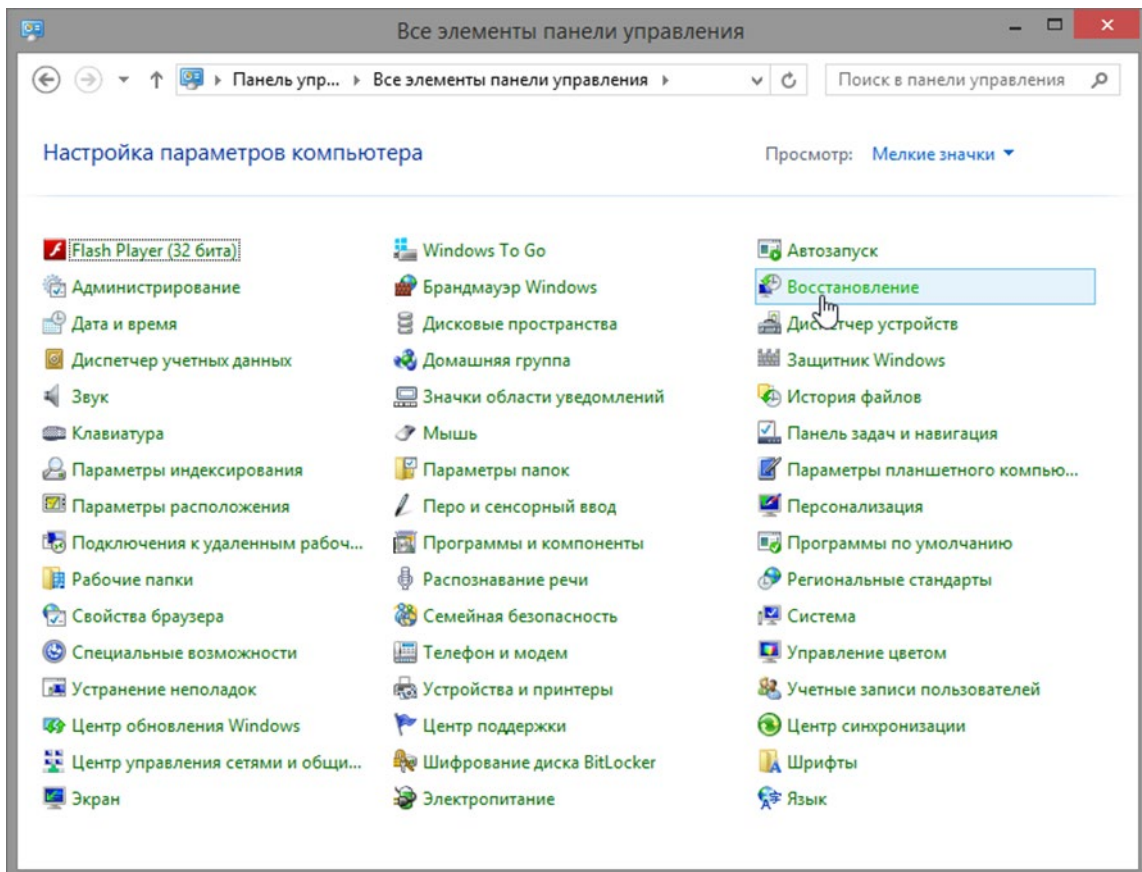 Все элементы панели управления
Панель упр... Все элементы панели управления
Поиск в панели управления
Настройка параметров компьютера
Просмотр: Мелкие значки
Flash Player (32 бита) Windows To Go Автозапуск
Администрирование Брандмауэр Windows Восстановление
Дата и время Дисковые пространства Диспетчер устройств
Диспетчер учетных данных Домашняя группа Защитник Windows
Звук Значки области уведомлений История файлов
Клавиатура Мышь Панель задач и навигация
Параметры индексирования Параметры папок Параметры планшетного компью...
Параметры расположения Перо и сенсорный ввод Персонализация
Подключения к удаленным рабоч... Программы и компоненты Программы по умолчанию
Рабочие папки Распознавание речи Региональные стандарты
Свойства браузера Семейная безопасность Система
Специальные возможности Телефон и модем Управление цветом
Устранение неполадок Устройства и принтеры Учетные записи пользователей
Центр обновления Windows Центр поддержки Центр синхронизации
Центр управления сетями и общи... Шифрование диска BitLocker Шрифты
Экран Электропитание Язык